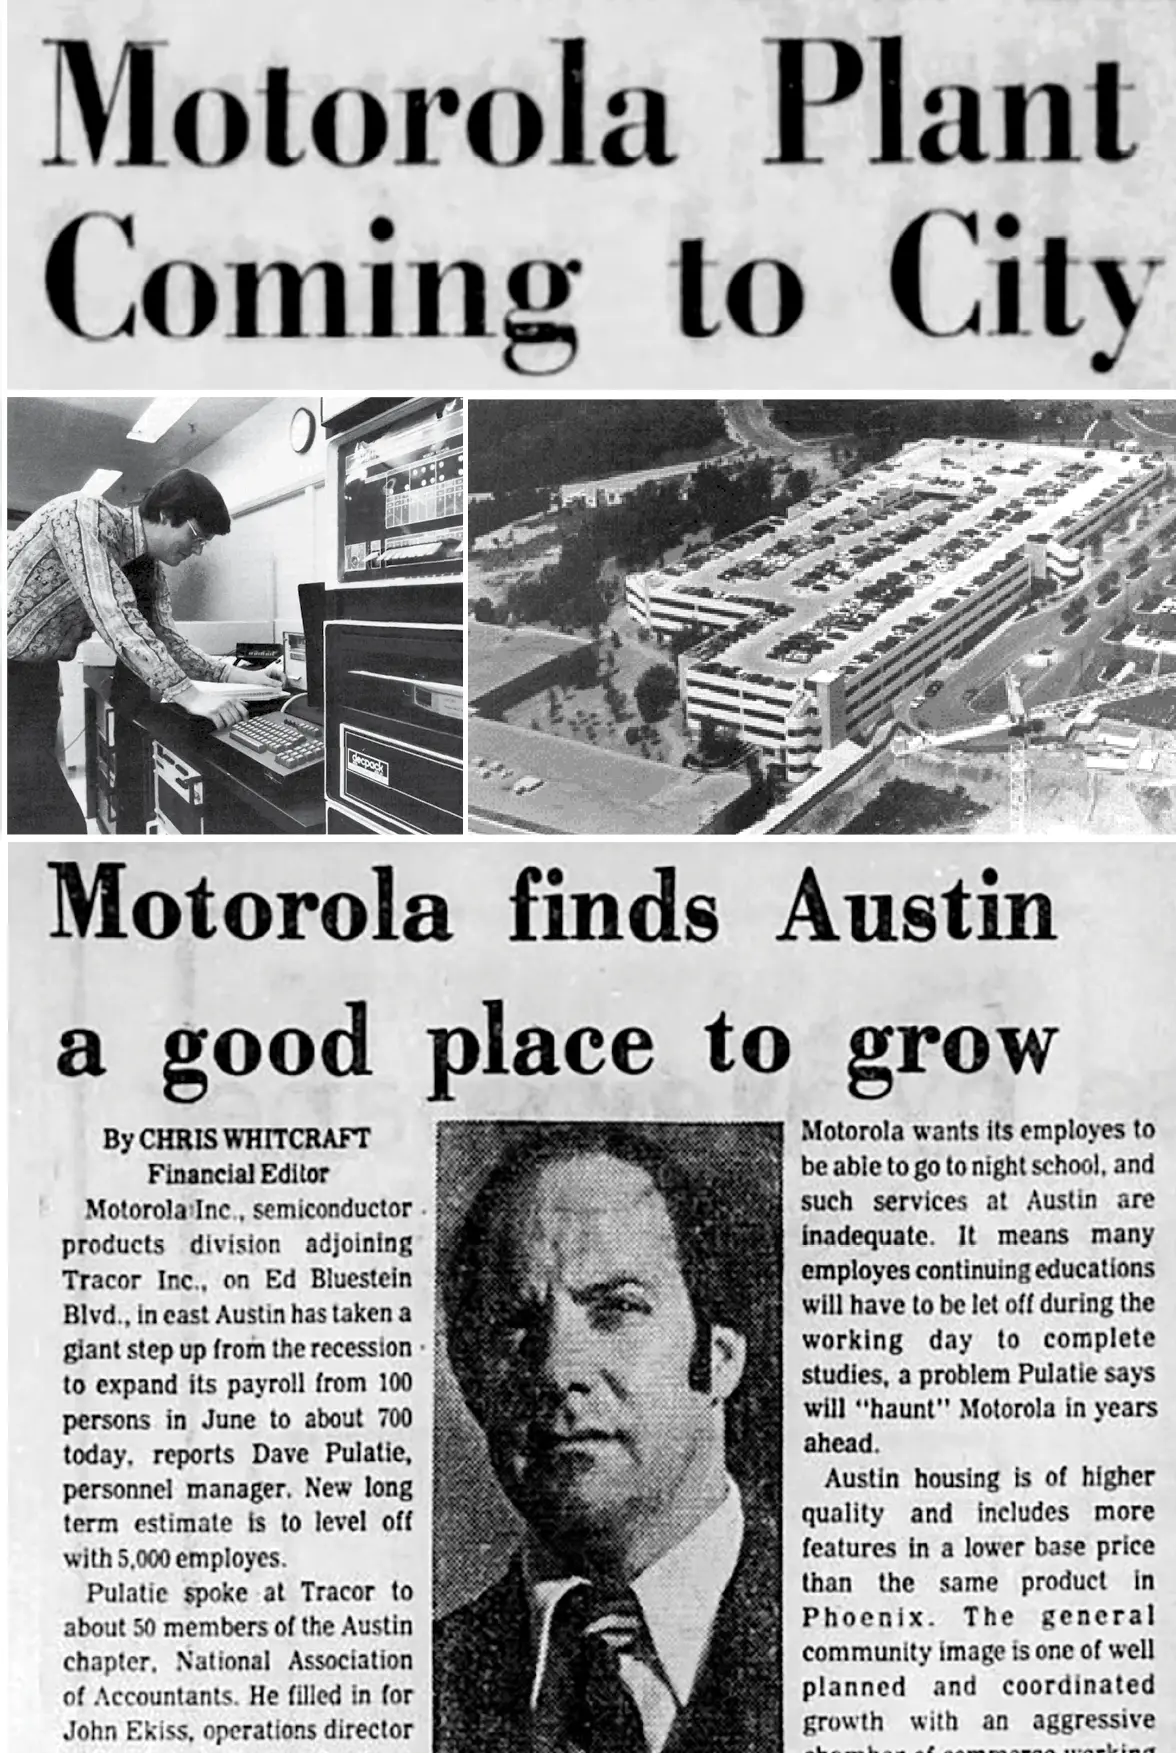 Motorola Plant
Coming to City
decpack
Motorola finds Austin
a good place to grow
By CHRIS WHITCRAFT
Financial Editor
Motorola Inc., semiconductor
products division adjoining
Tracor Inc., on Ed Bluestein
Blvd., in east Austin has taken a
giant step up from the recession
to expand its payroll from 100
persons in June to about 700
today, reports Dave Pulatie,
personnel manager. New long
term estimate is to level off
with 5,000 employes.
Pulatie spoke at Tracor to
about 50 members of the Austin
chapter, National Association
of Accountants. He filled in for
John Ekiss, operations director
Motorola wants its employes to
be able to go to night school, and
such services at Austin are
inadequate. It means many
employes continuing educations
will have to be let off during the
working day to complete
studies, a problem Pulatie says
will "haunt" Motorola in years
ahead.
Austin housing is of higher
quality and includes more
features in a lower base price
than the same product in
Phoenix. The general
community image is one of well
planned and coordinated
growth with an aggressive
chamber of commerce working